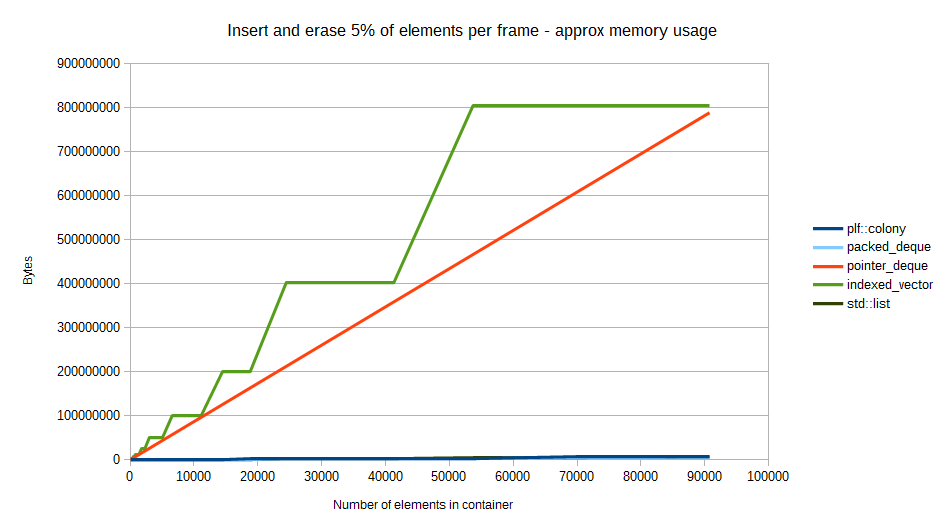 Insert and erase 5% of elements per frame - approx memory usage
900000000
800000000
700000000
600000000
500000000
400000000
300000000
200000000
100000000
0
Bytes
0 10000 20000 30000 40000 50000 60000 70000 80000 90000 100000
Number of elements in container
plf::colony
packed_deque
pointer_deque
indexed_vector
std::list